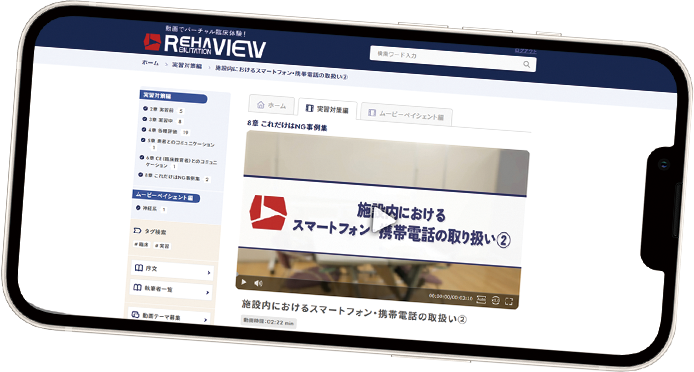 動画でバーチャル臨床体験！
REHAVIEW
BILITATION
検索ワード入力
ログアウト
ホーム > 実習対策編 > 施設内におけるスマートフォン・携帯電話の取扱い②
実習対策編
2章 実習前 5
3章 実習中 8
4章 各種評価 19
5章 患者とのコミュニケーション
1
6章 CE(臨床教育者)とのコミュニ
ケーション 1
8章 これだけはNG事例集 2
ムービーペイシェント編
神経系 1
タグ検索
# 臨床 # 実習
序文
執筆者一覧
動画テーマ募集
ホーム
実習対策編
ムービーペイシェント編
8章 これだけはNG事例集
施設内における
スマートフォン・携帯電話の取り扱い②
00:00:00/00:03:10
施設内におけるスマートフォン・携帯電話の取扱い②
動画時間：02:22 min